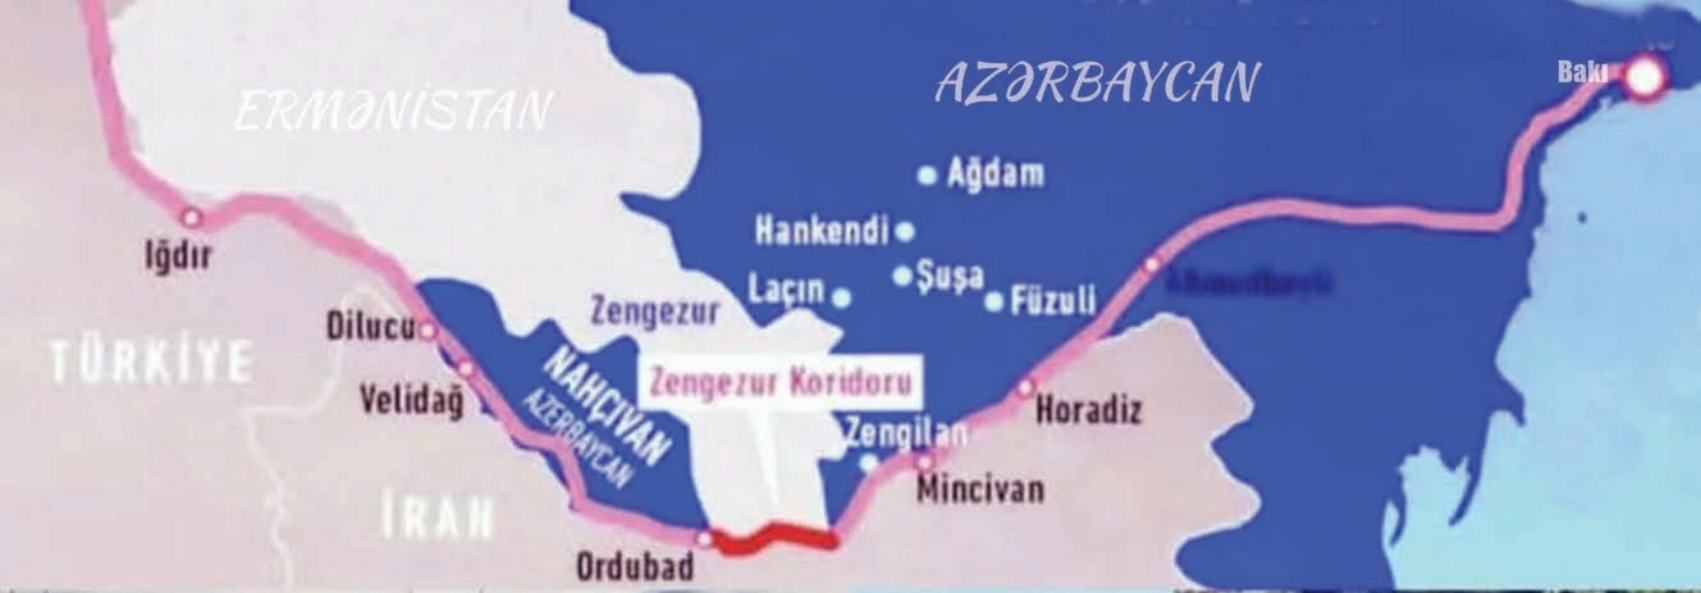 Bakı
AZƏRBAYCAN
ERMƏNİSTAN
Ağdam
Hankendi
Iğdır
Şuşa
Laçın
Füzuli
Zengezur
Dilucu
TÜRKİYE
NAHÇIVAN
AZERBAYCAN
Zengezur Koridoru
Velidağ
Horadiz
Zengilan
Mincivan
İRAN
Ordubad